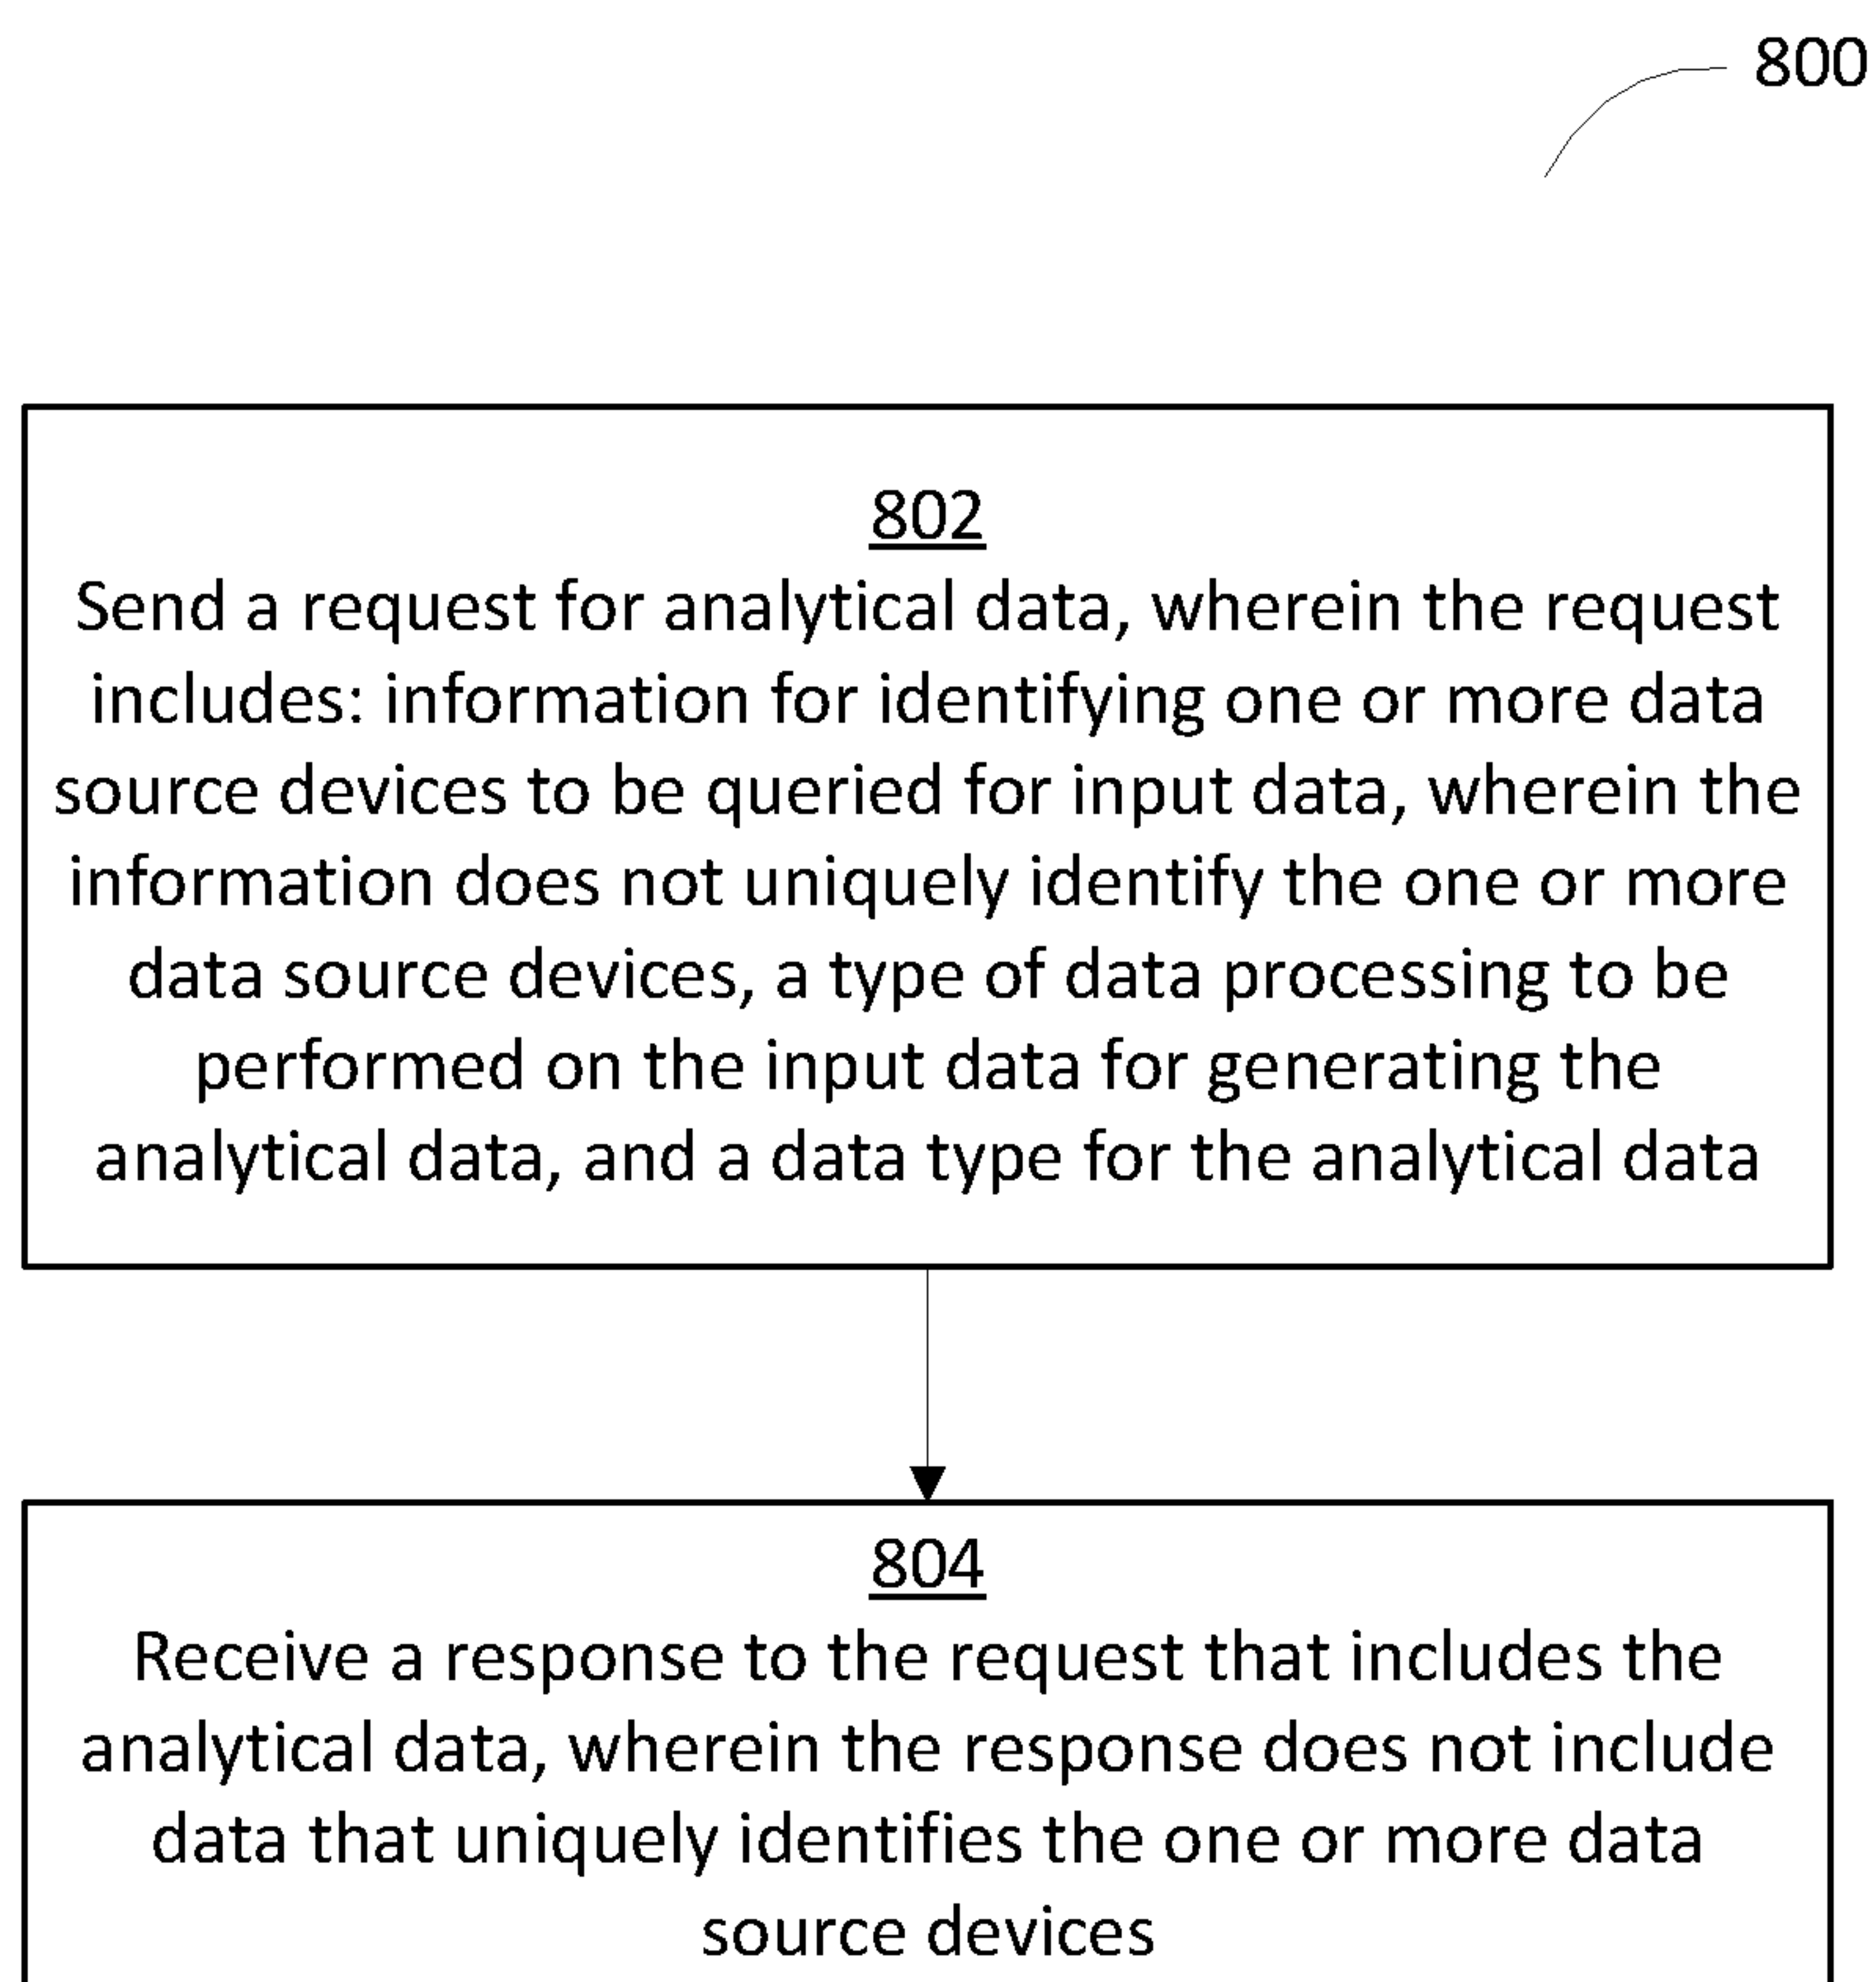 800
802
Send a request for analytical data, wherein the request
includes: information for identifying one or more data
source devices to be queried for input data, wherein the
information does not uniquely identify the one or more
data source devices, a type of data processing to be
performed on the input data for generating the
analytical data, and a data type for the analytical data
804
Receive a response to the request that includes the
analytical data, wherein the response does not include
data that uniquely identifies the one or more data
source devices